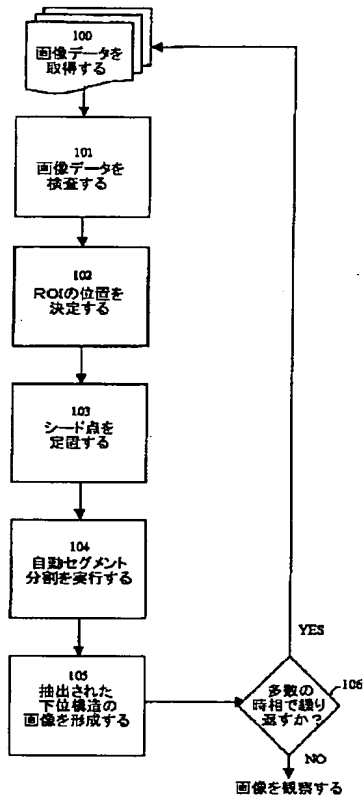 100
画像データを
取得する
101
画像データを
検査する
102
ROIの位置を
決定する
103
シード点を
定置する
104
自動セグメント
分割を実行する
105
抽出された
下位構造の
画像を形成する
YES
106
多数の
時相で繰り
返すか?
NO
画像を観察する